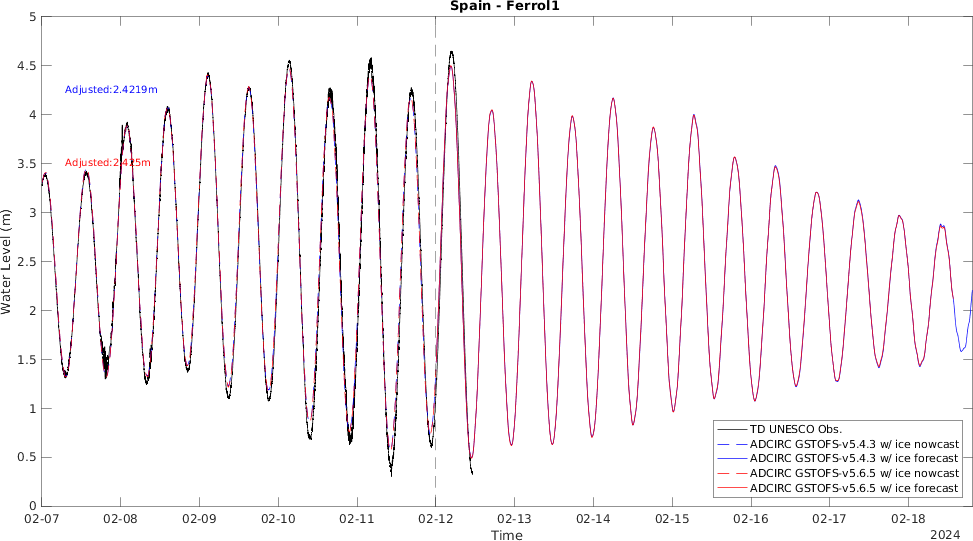 Spain - Ferrol1
5
4.5
4
3.5
3
2.5
2
1.5
1
0.5
0
Water Level (m)
Adjusted:2.4219m
Adjusted:2.425m
TD UNESCO Obs.
ADCIRC GSTOFS-v5.4.3 w/ ice nowcast
ADCIRC GSTOFS-v5.4.3 w/ ice forecast
ADCIRC GSTOFS-v5.6.5 w/ ice nowcast
ADCIRC GSTOFS-v5.6.5 w/ ice forecast
02-07 02-08 02-09 02-10 02-11 02-12 02-13 02-14 02-15 02-16 02-17 02-18
Time
2024